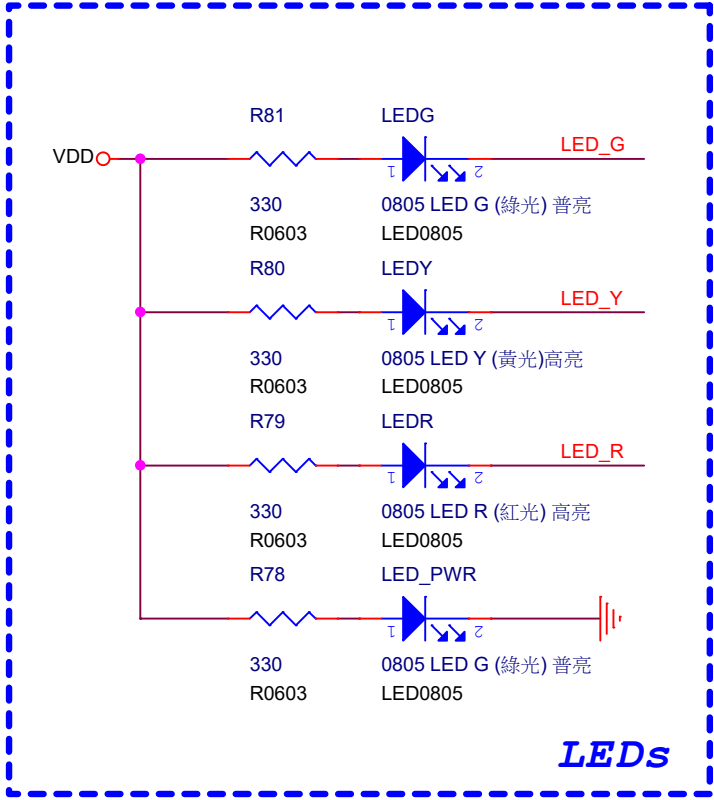 R81 LEDG
VDD
LED_G
1 2
330 0805 LED G (綠光) 普亮
R0603 LED0805
R80 LEDY
LED_Y
1 2
330 0805 LED Y (黃光)高亮
R0603 LED0805
R79 LEDR
LED_R
1 2
330 0805 LED R (紅光) 高亮
R0603 LED0805
R78 LED_PWR
1 2
330 0805 LED G (綠光) 普亮
R0603 LED0805
LEDs